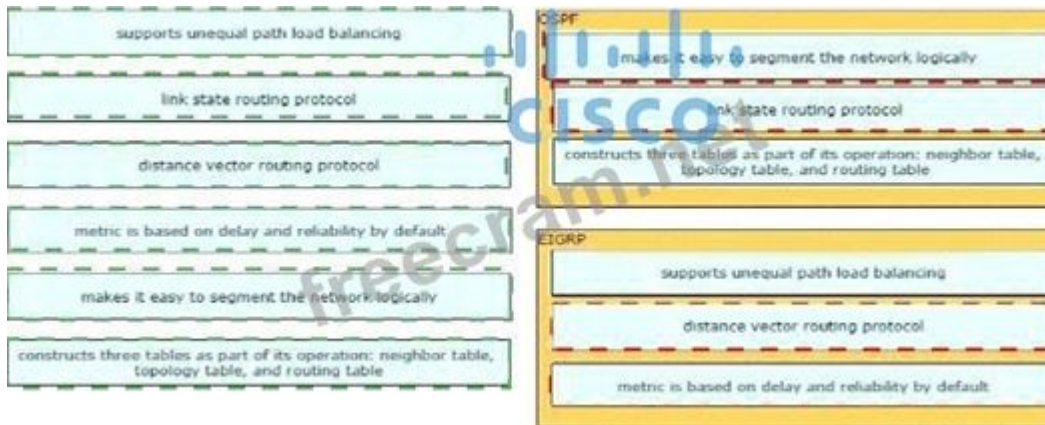 supports unequal path load balancing
link state routing protocol
distance vector routing protocol
metric is based on delay and reliability by default
makes it easy to segment the network logically
constructs three tables as part of its operation: neighbor table,
topology table, and routing table
OSPF
makes it easy to segment the network logically
link state routing protocol
constructs three tables as part of its operation: neighbor table,
topology table, and routing table
EIGRP
supports unequal path load balancing
distance vector routing protocol
metric is based on delay and reliability by default
CISCO
freecram.net